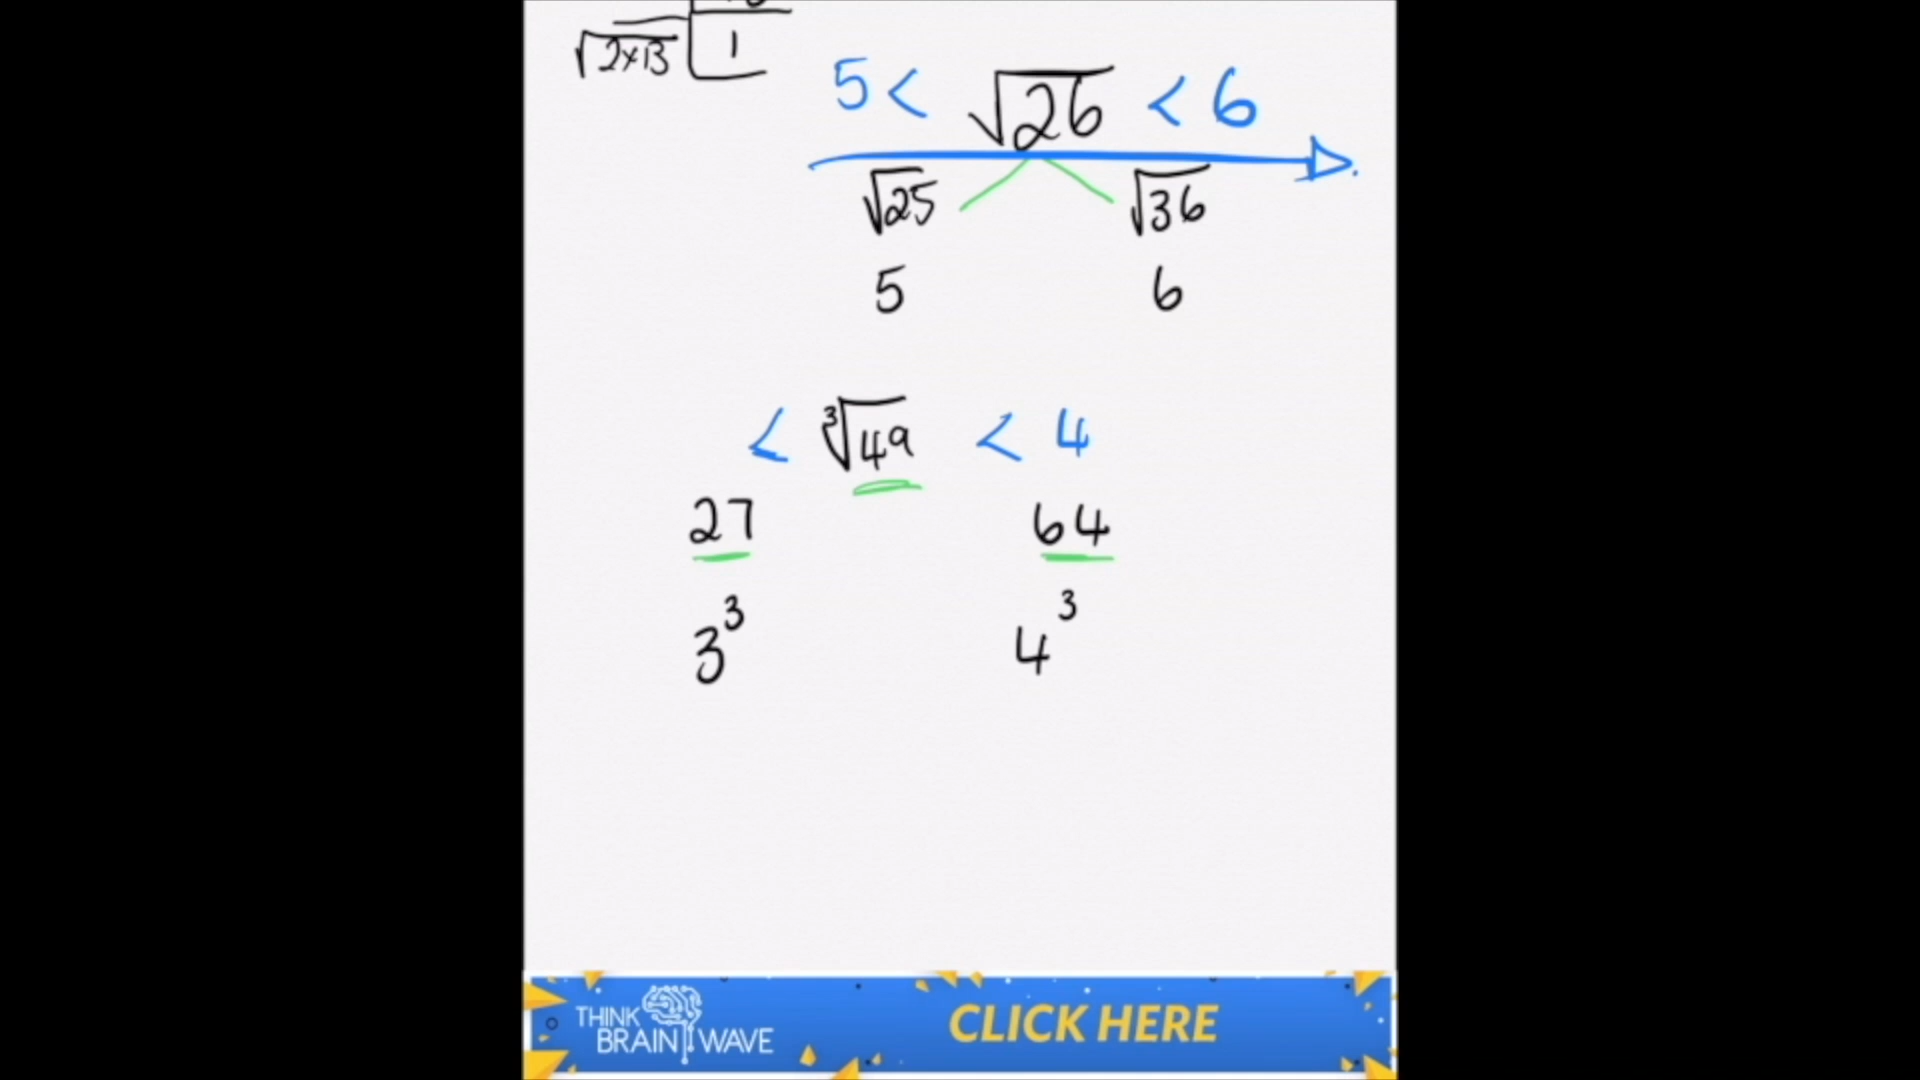 √2×13 1
5 < √26 < 6
√25 √36
5 6
< ∛49 < 4
27 64
3³ 4³
THINK
BRAIN WAVE
CLICK HERE